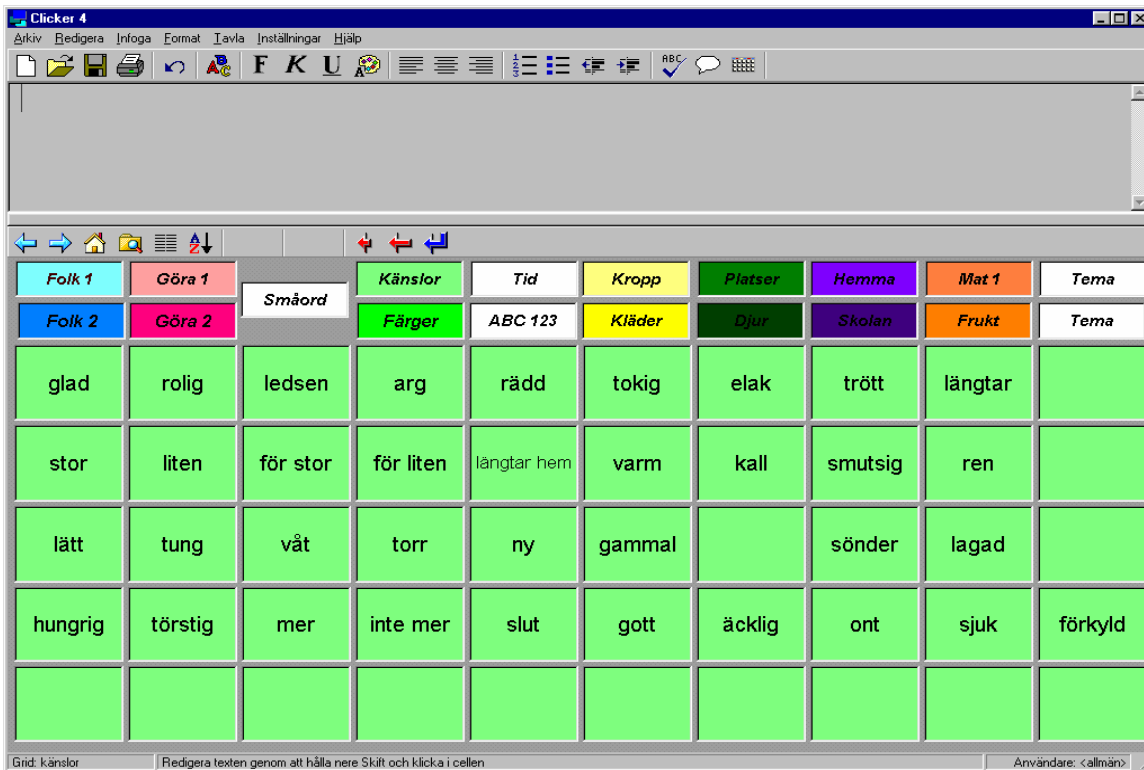 Clicker 4
Arkiv Redigera Infoga Format Tavla Inställningar Hjälp
F K U ABC
Folk 1 Göra 1 Känslor Tid Kropp Platser Hemma Mat 1 Tema
Småord
Folk 2 Göra 2 Färger ABC 123 Kläder Djur Skolan Frukt Tema
glad rolig ledsen arg rädd tokig elak trött längtar
stor liten för stor för liten längtar hem varm kall smutsig ren
lätt tung våt torr ny gammal sönder lagad
hungrig törstig mer inte mer slut gott äcklig ont sjuk förkyld
Grid: känslor Redigera texten genom att hålla nere Skift och klicka i cellen Användare: <allmän>